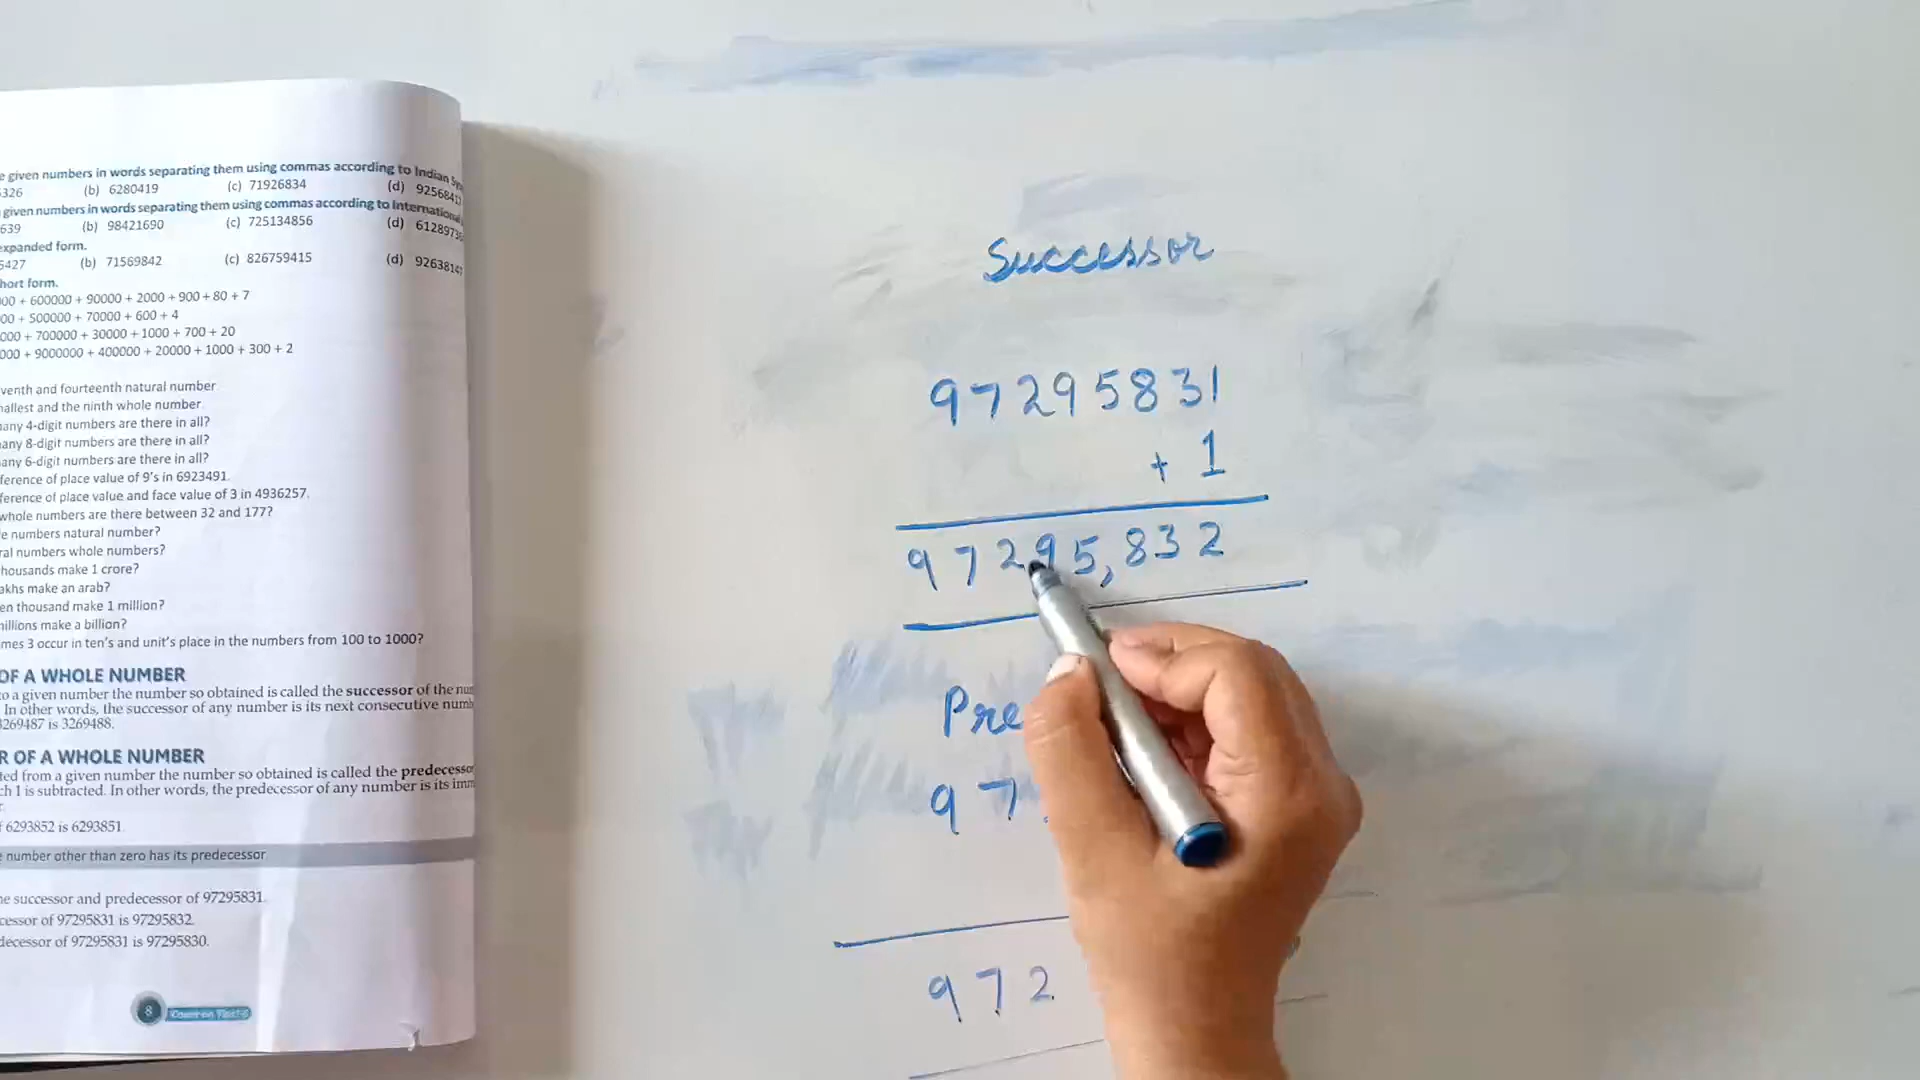 given numbers in words separating them using commas according to Indian
326 (b) 6280419 (c) 71926834 (d) 9256841
given numbers in words separating them using commas according to International
639 (b) 98421690 (c) 725134856 (d) 6128973
expanded form.
5427 (b) 71569842 (c) 826759415 (d) 9263814
hort form.
00 + 600000 + 90000 + 2000 + 900 + 80 + 7
00 + 500000 + 70000 + 600 + 4
000 + 700000 + 30000 + 1000 + 700 + 20
000 + 9000000 + 400000 + 20000 + 1000 + 300 + 2
venth and fourteenth natural number
allest and the ninth whole number
any 4-digit numbers are there in all?
any 8-digit numbers are there in all?
any 6-digit numbers are there in all?
ference of place value of 9's in 6923491.
ference of place value and face value of 3 in 4936257.
whole numbers are there between 32 and 177?
e numbers natural number?
ral numbers whole numbers?
housands make 1 crore?
akhs make an arab?
en thousand make 1 million?
illions make a billion?
mes 3 occur in ten's and unit's place in the numbers from 100 to 1000?
OF A WHOLE NUMBER
o a given number the number so obtained is called the successor of the
In other words, the successor of any number is its next consecutive
3269487 is 3269488.
R OF A WHOLE NUMBER
ted from a given number the number so obtained is called the predecesso
ch 1 is subtracted. In other words, the predecessor of any number is its
f 6293852 is 6293851.
number other than zero has its predecessor
e successor and predecessor of 97295831.
cessor of 97295831 is 97295832.
decessor of 97295831 is 97295830.
8
Successor
97295831
+ 1
97295,832
Pre
97
972